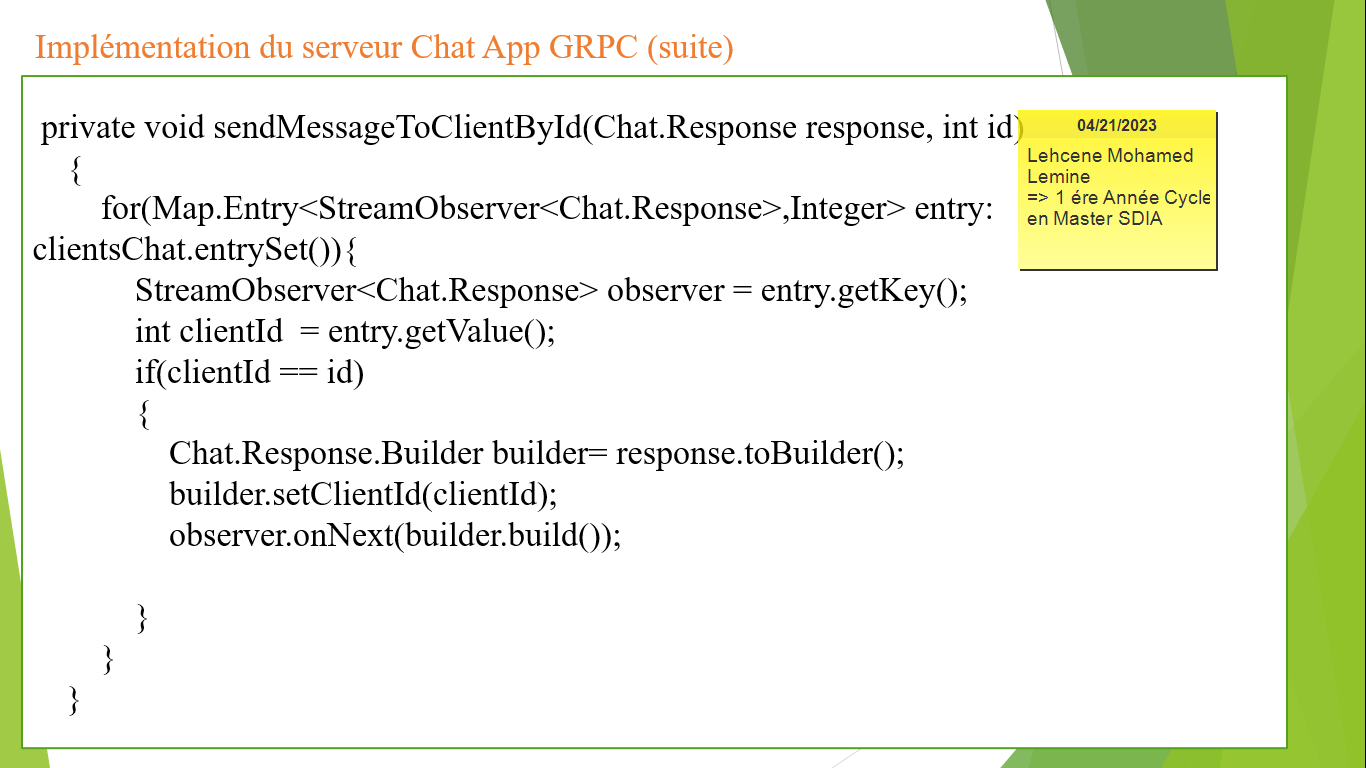 Implémentation du serveur Chat App GRPC (suite)
private void sendMessageToClientById(Chat.Response response, int id)
{
for(Map.Entry<StreamObserver<Chat.Response>,Integer> entry:
clientsChat.entrySet()){
StreamObserver<Chat.Response> observer = entry.getKey();
int clientId  = entry.getValue();
if(clientId == id)
{
Chat.Response.Builder builder= response.toBuilder();
builder.setClientId(clientId);
observer.onNext(builder.build());
}
}
}
04/21/2023
Lehcene Mohamed
Lemine
=> 1 ére Année Cycle
en Master SDIA